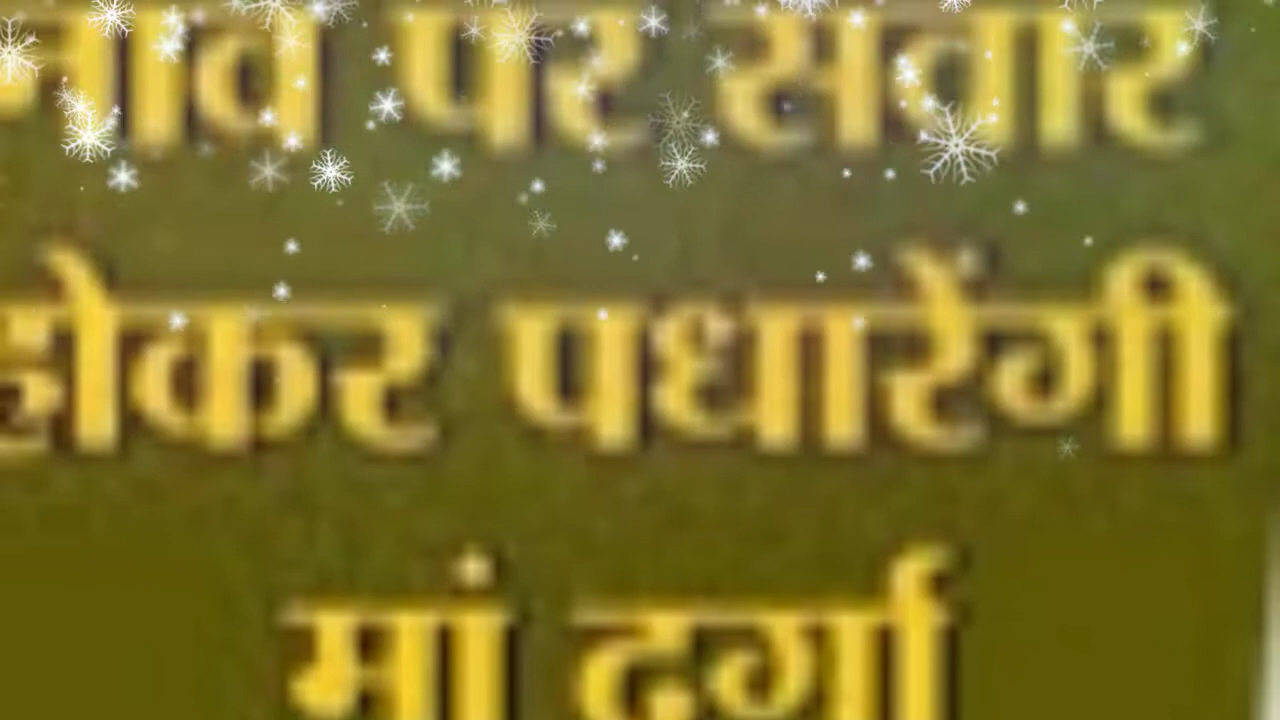 नाव पर सवार
होकर पधारेंगी
मां दुर्गा